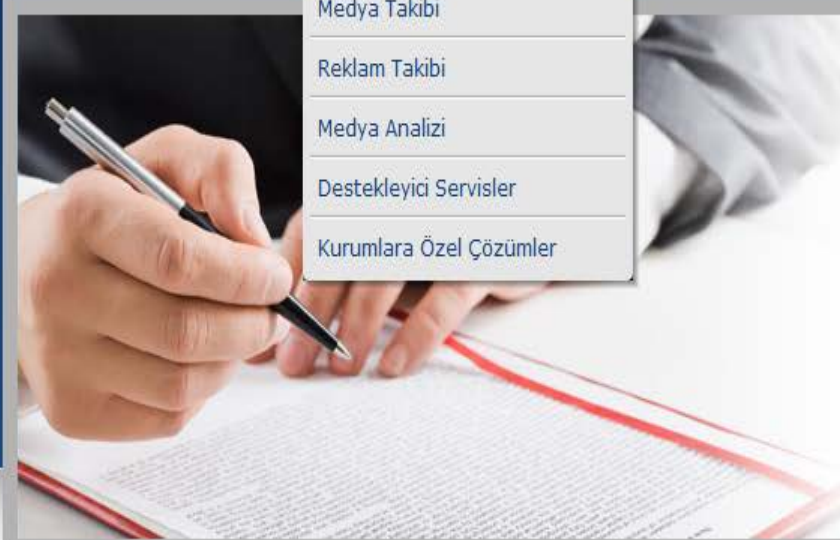 Medya Takibi
Reklam Takibi
Medya Analizi
Destekleyici Servisler
Kurumlara Özel Çözümler